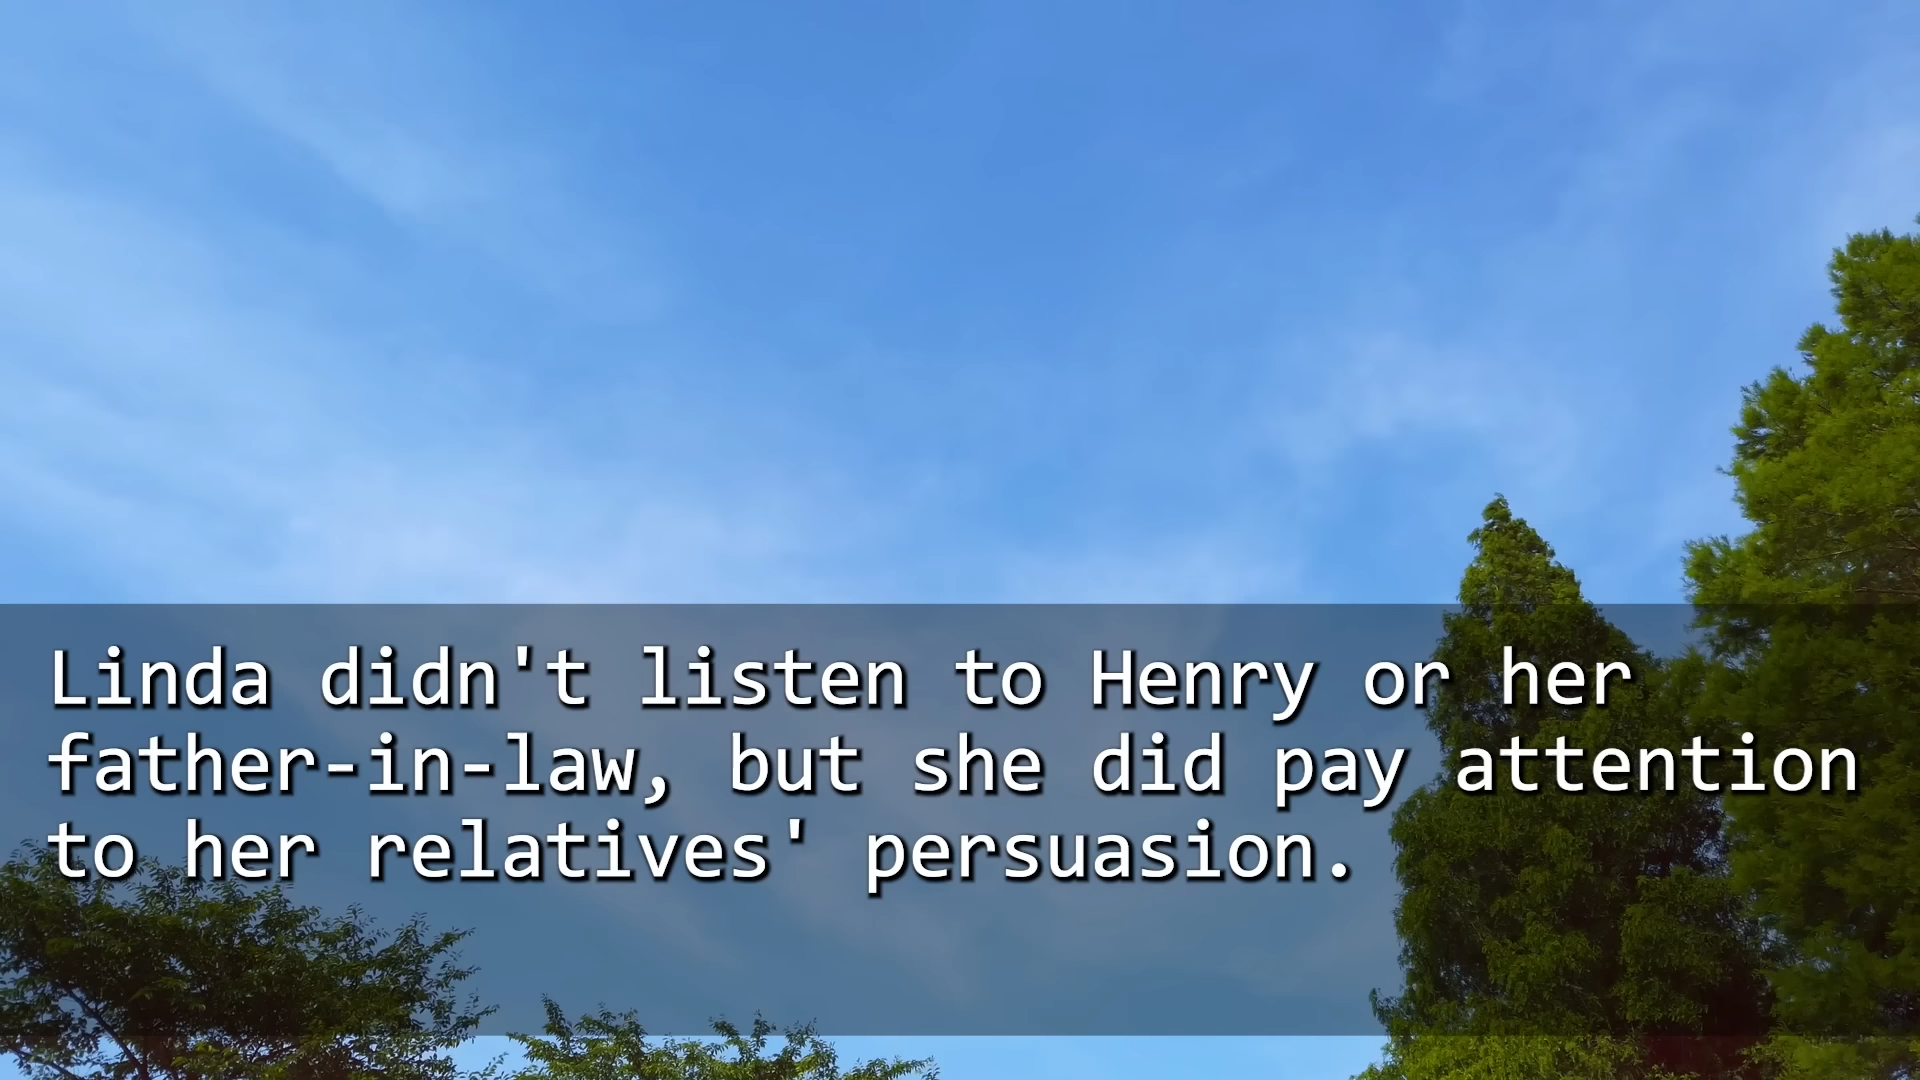 Linda didn't listen to Henry or her
father-in-law, but she did pay attention
to her relatives' persuasion.